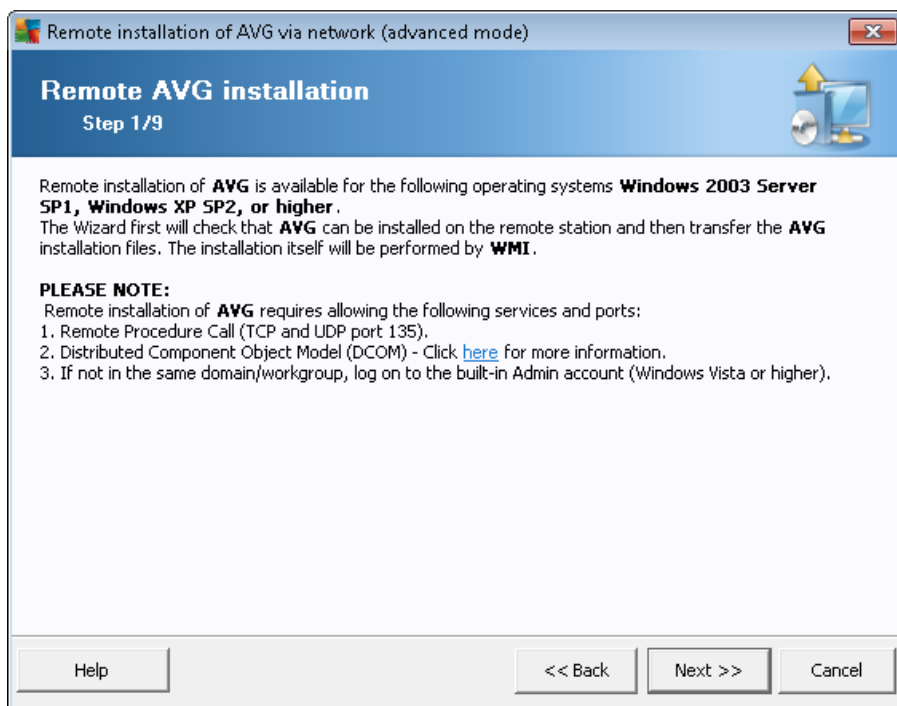 Remote installation of AVG via network (advanced mode)
Remote AVG installation
Step 1/9
Remote installation of AVG is available for the following operating systems Windows 2003 Server
SP1, Windows XP SP2, or higher.
The Wizard first will check that AVG can be installed on the remote station and then transfer the AVG
installation files. The installation itself will be performed by WMI.
PLEASE NOTE:
Remote installation of AVG requires allowing the following services and ports:
1. Remote Procedure Call (TCP and UDP port 135).
2. Distributed Component Object Model (DCOM) - Click here for more information.
3. If not in the same domain/workgroup, log on to the built-in Admin account (Windows Vista or higher).
Help
<< Back
Next >>
Cancel